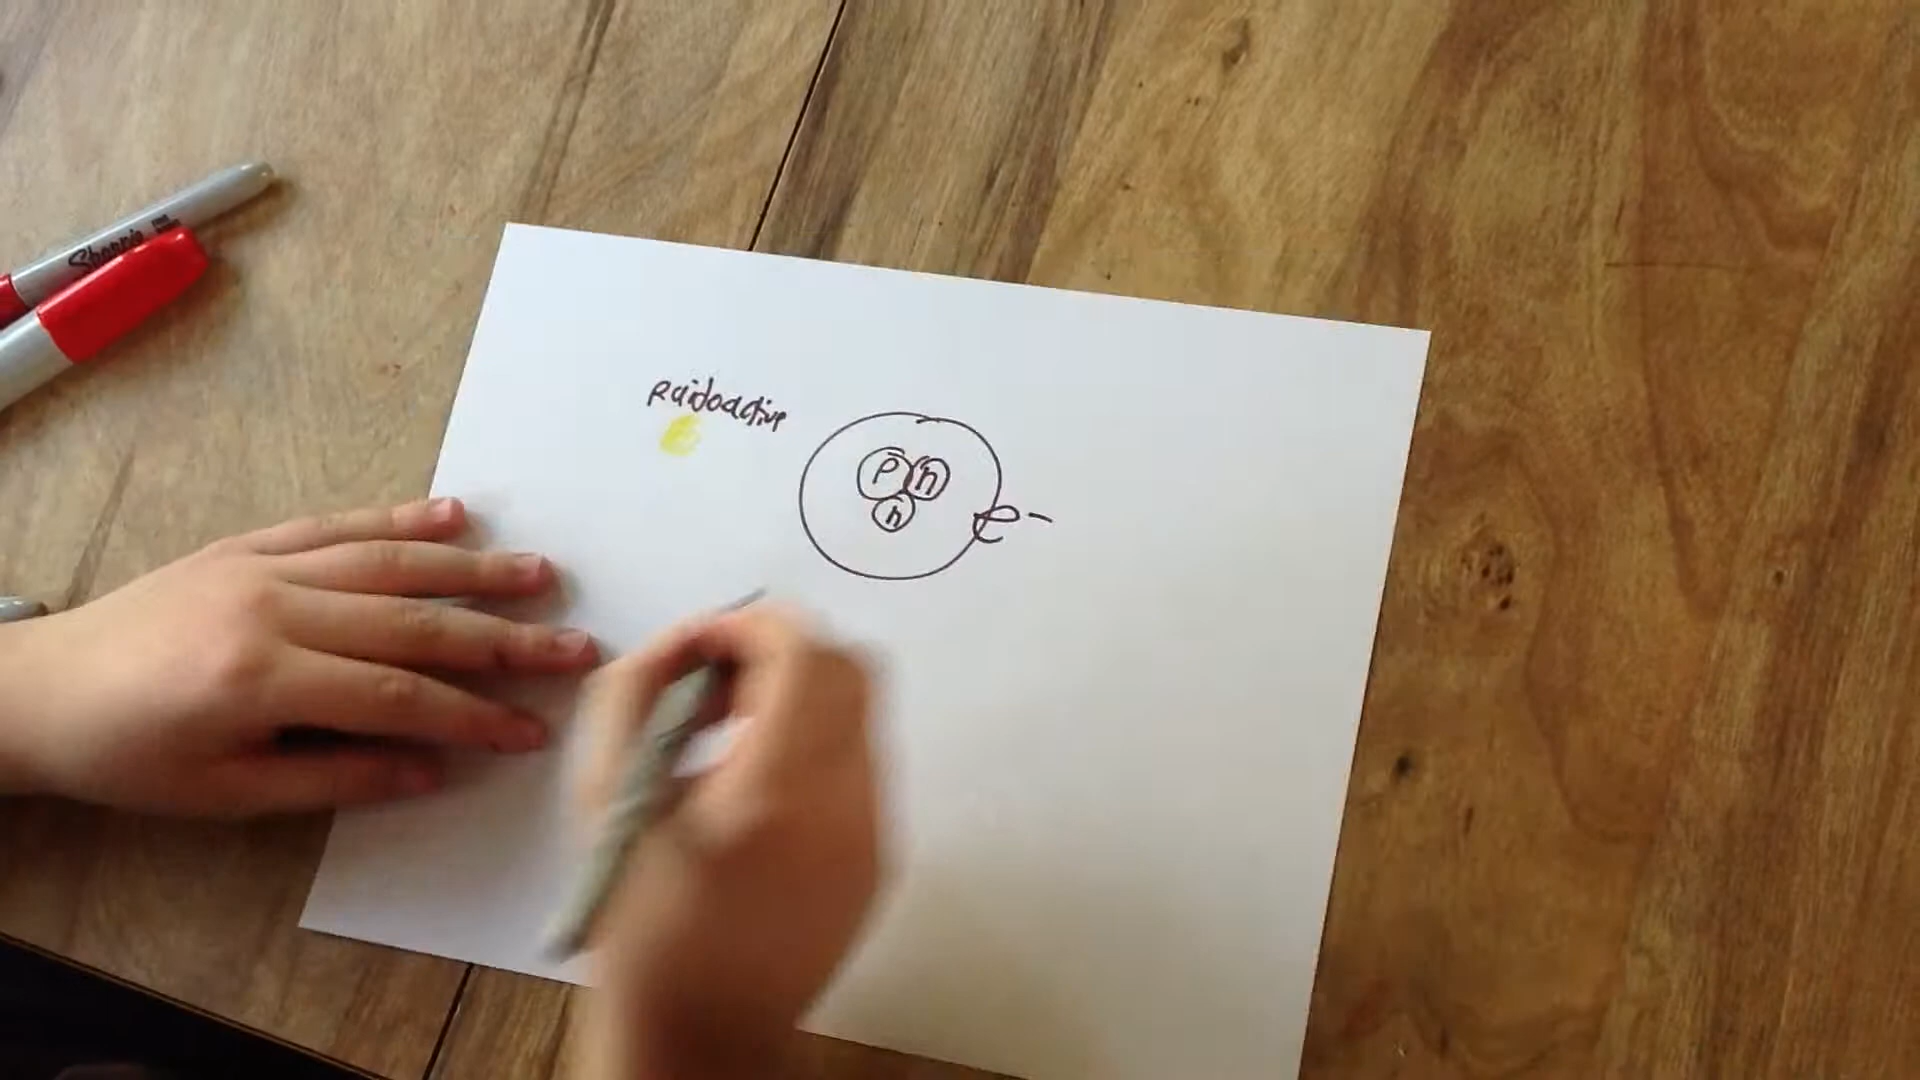 Sharpie
Raidoactive
P n
n
e-